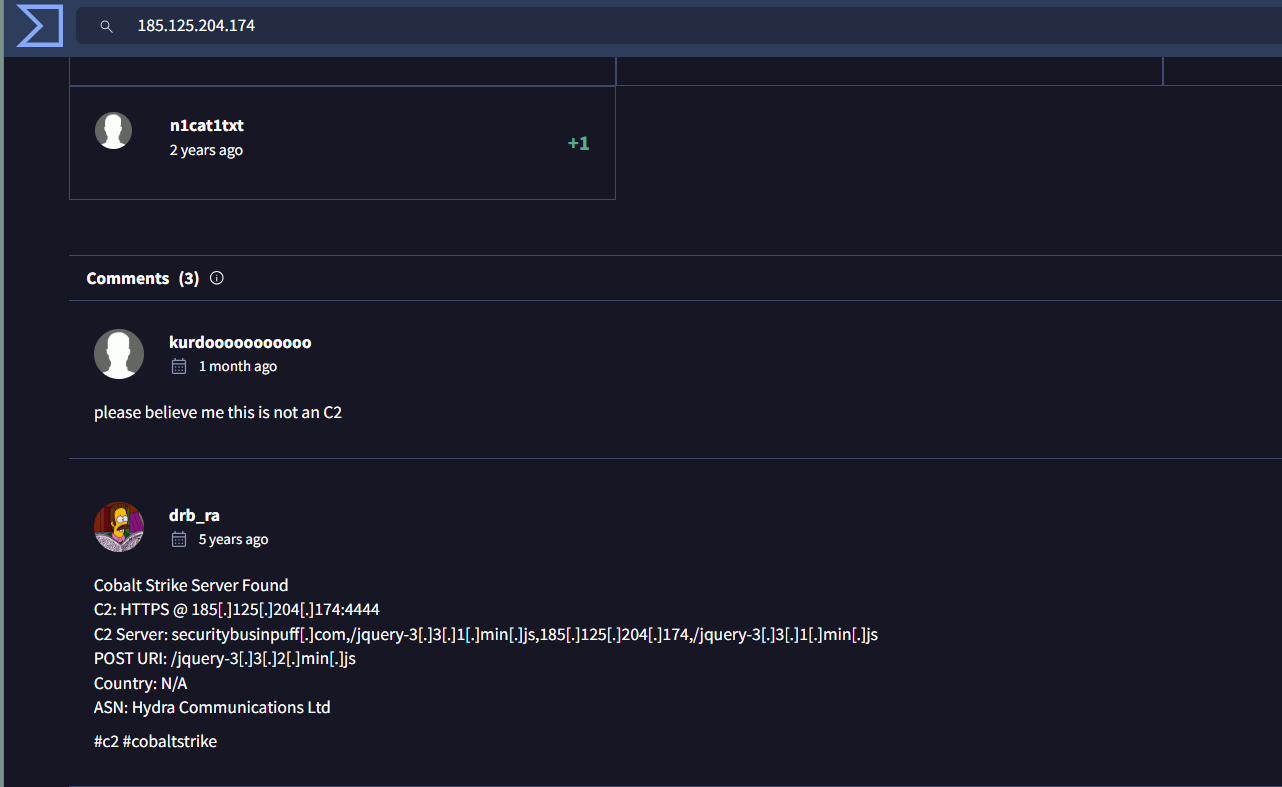 185.125.204.174
n1cat1txt
2 years ago
+1
Comments (3)
kurdooooooooooo
1 month ago
please believe me this is not an C2
drb_ra
5 years ago
Cobalt Strike Server Found
C2: HTTPS @ 185[.]125[.]204[.]174:4444
C2 Server: securitybusinpuff[.]com,/jquery-3[.]3[.]1[.]min[.]js,185[.]125[.]204[.]174,/jquery-3[.]3[.]1[.]min[.]js
POST URI: /jquery-3[.]3[.]2[.]min[.]js
Country: N/A
ASN: Hydra Communications Ltd
#c2 #cobaltstrike